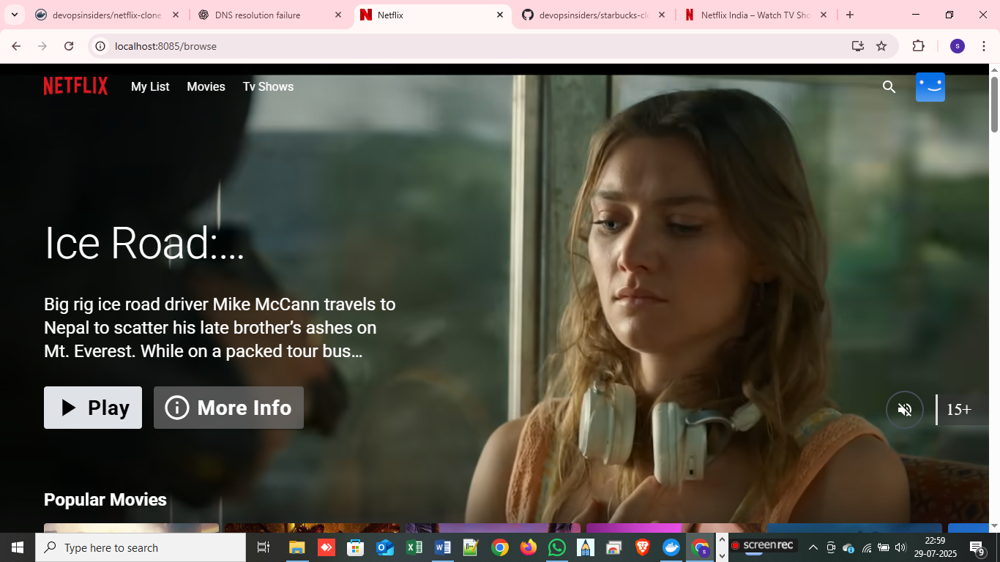 devopsinsiders/netflix-clone
DNS resolution failure
Netflix
devopsinsiders/starbucks-cl
Netflix India – Watch TV Sho
localhost:8085/browse
s
NETFLIX
My List
Movies
Tv Shows
Ice Road:...
Big rig ice road driver Mike McCann travels to
Nepal to scatter his late brother’s ashes on
Mt. Everest. While on a packed tour bus...
Play
More Info
15+
Popular Movies
Type here to search
screenrec
22:59
29-07-2025
9